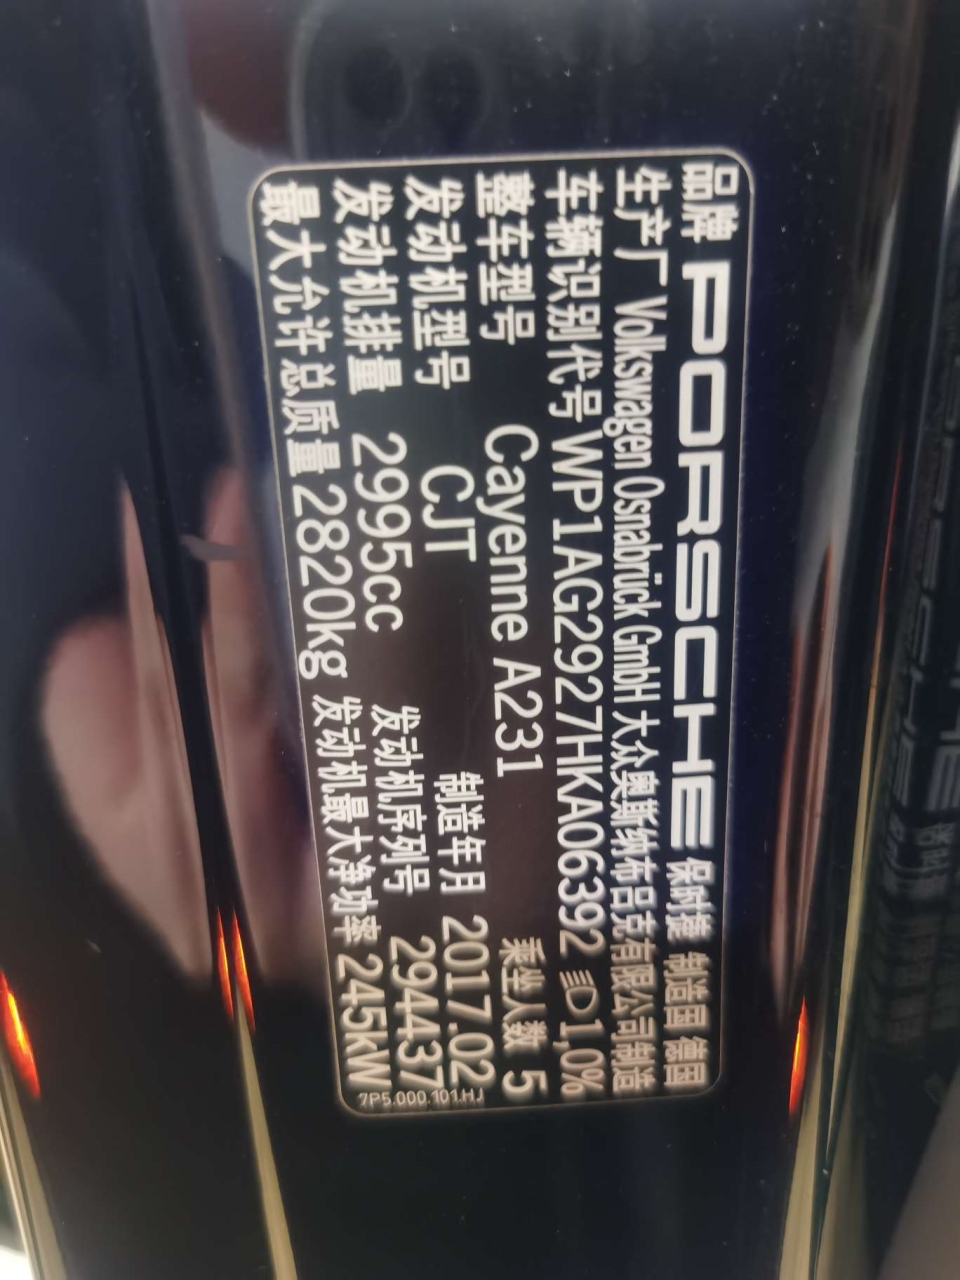 品牌 PORSCHE 保时捷 制造国 德国
生产厂 Volkswagen Osnabrück GmbH 大众奥斯纳布吕克有限公司制造
车辆识别代号 WP1AG2927HKA06392 1,0%
整车型号 Cayenne A231 乘坐人数 5
发动机型号 CJT 制造年月 2017.02
发动机排量 2995cc 发动机序列号 294437
最大允许总质量 2820kg 发动机最大净功率 245kW
7P5.000.101.HJ